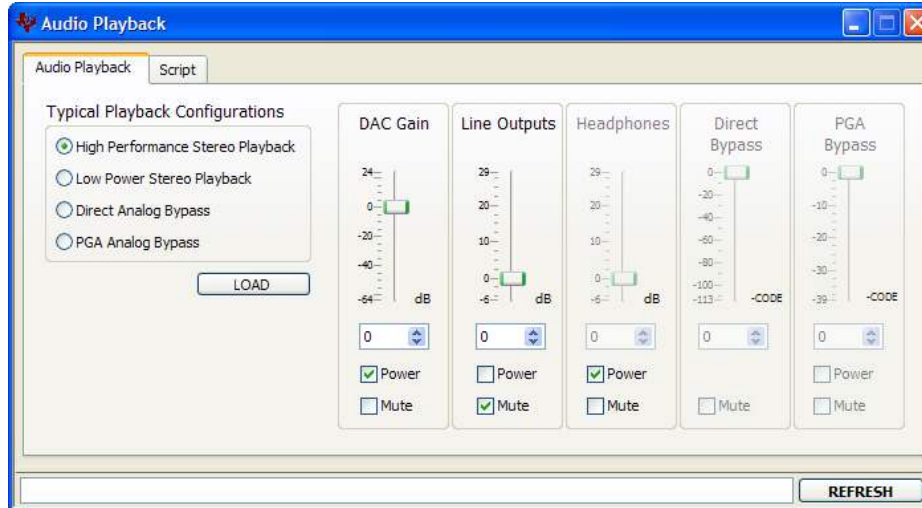 Audio Playback
Audio Playback
Script
Typical Playback Configurations
High Performance Stereo Playback
Low Power Stereo Playback
Direct Analog Bypass
PGA Analog Bypass
LOAD
DAC Gain
24
0
-20
-40
-64
dB
0
Power
Mute
Line Outputs
29
20
10
0
-6
dB
0
Power
Mute
Headphones
29
20
10
0
-6
dB
0
Power
Mute
Direct
Bypass
0
-20
-40
-60
-80
-100
-113
-CODE
0
Mute
PGA
Bypass
0
-10
-20
-30
-39
-CODE
0
Power
Mute
REFRESH